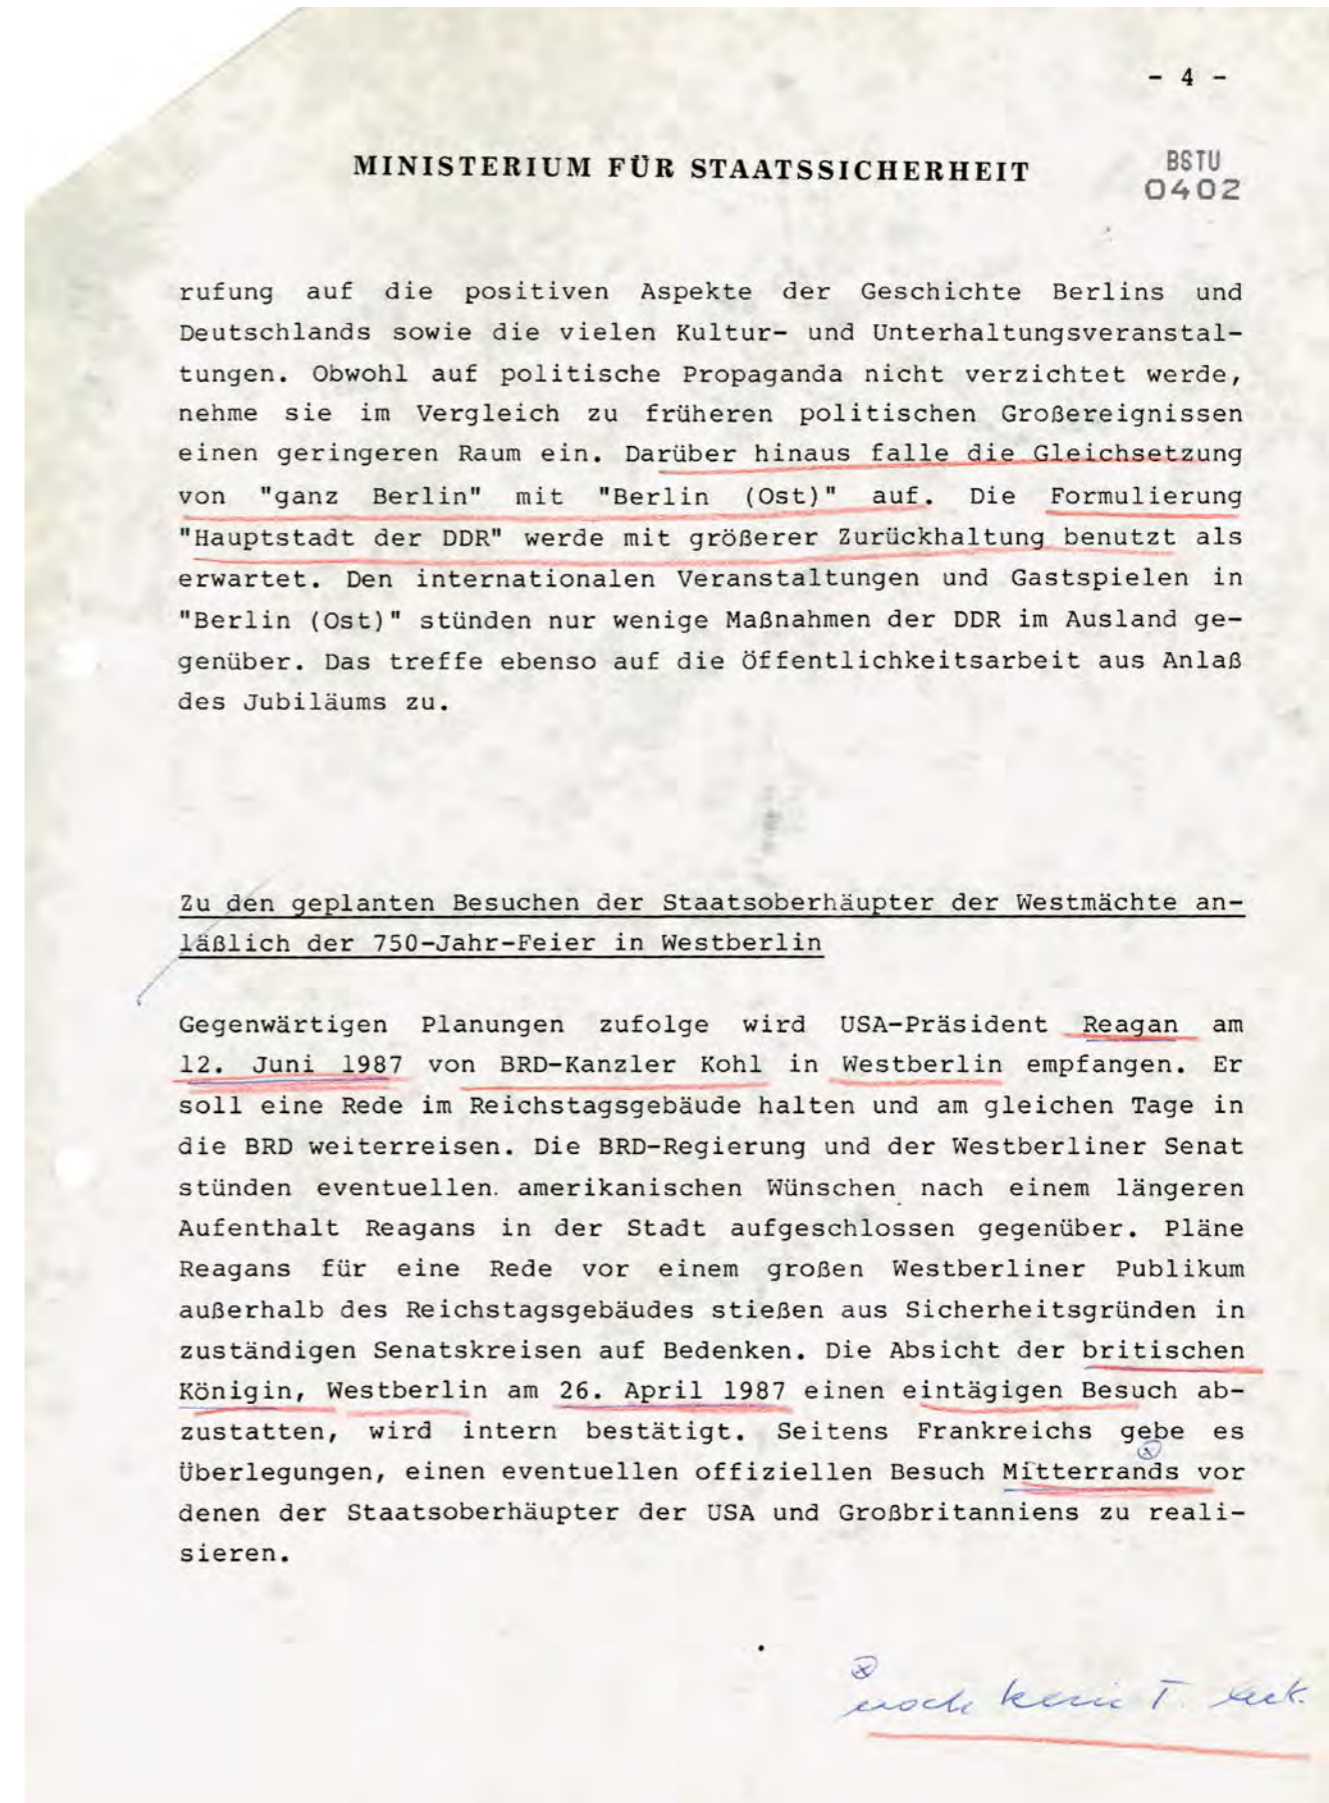 - 4 -
MINISTERIUM FÜR STAATSSICHERHEIT
BSTU
0402
rufung auf die positiven Aspekte der Geschichte Berlins und
Deutschlands sowie die vielen Kultur- und Unterhaltungsveranstal-
tungen. Obwohl auf politische Propaganda nicht verzichtet werde,
nehme sie im Vergleich zu früheren politischen Großereignissen
einen geringeren Raum ein. Darüber hinaus falle die Gleichsetzung
von "ganz Berlin" mit "Berlin (Ost)" auf. Die Formulierung
"Hauptstadt der DDR" werde mit größerer Zurückhaltung benutzt als
erwartet. Den internationalen Veranstaltungen und Gastspielen in
"Berlin (Ost)" stünden nur wenige Maßnahmen der DDR im Ausland ge-
genüber. Das treffe ebenso auf die Öffentlichkeitsarbeit aus Anlaß
des Jubiläums zu.
Zu den geplanten Besuchen der Staatsoberhäupter der Westmächte an-
läßlich der 750-Jahr-Feier in Westberlin
Gegenwärtigen Planungen zufolge wird USA-Präsident Reagan am
12. Juni 1987 von BRD-Kanzler Kohl in Westberlin empfangen. Er
soll eine Rede im Reichstagsgebäude halten und am gleichen Tage in
die BRD weiterreisen. Die BRD-Regierung und der Westberliner Senat
stünden eventuellen amerikanischen Wünschen nach einem längeren
Aufenthalt Reagans in der Stadt aufgeschlossen gegenüber. Pläne
Reagans für eine Rede vor einem großen Westberliner Publikum
außerhalb des Reichstagsgebäudes stießen aus Sicherheitsgründen in
zuständigen Senatskreisen auf Bedenken. Die Absicht der britischen
Königin, Westberlin am 26. April 1987 einen eintägigen Besuch ab-
zustatten, wird intern bestätigt. Seitens Frankreichs gebe es
Überlegungen, einen eventuellen offiziellen Besuch Mitterrands vor
denen der Staatsoberhäupter der USA und Großbritanniens zu reali-
sieren.
noch kein T.